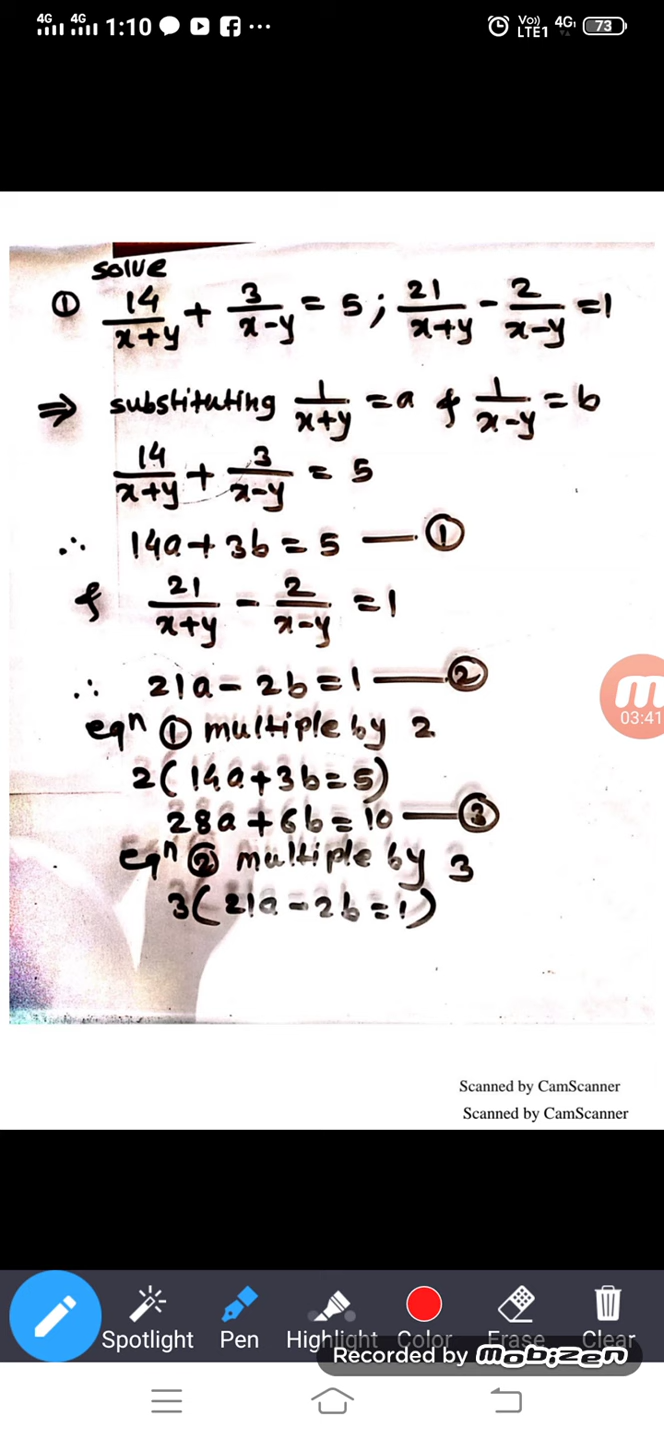 4G 4G 1:10 ... Vo)) LTE1 4G 73
solve
① 14/x+y + 3/x-y = 5 ; 21/x+y - 2/x-y = 1
⇒ substituting 1/x+y = a & 1/x-y = b
14/x+y + 3/x-y = 5
∴ 14a + 3b = 5 — ①
& 21/x+y - 2/x-y = 1
∴ 21a - 2b = 1 — ②
03:41
eqn ① multiple by 2
2(14a + 3b = 5)
28a + 6b = 10 — ③
Eqn ② multiple by 3
3(21a - 2b = 1)
Scanned by CamScanner
Scanned by CamScanner
Spotlight Pen Highlight Color Erase Clear
Recorded by mobizen